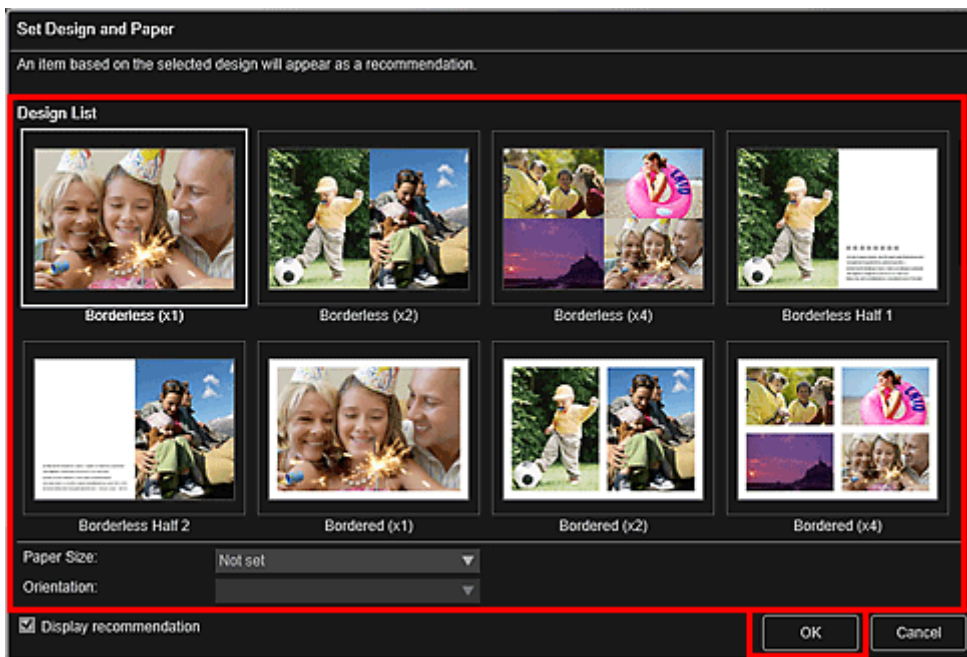 Set Design and Paper
An item based on the selected design will appear as a recommendation.
Design List
Borderless (x1)
Borderless (x2)
Borderless (x4)
Borderless Half 1
Borderless Half 2
Bordered (x1)
Bordered (x2)
Bordered (x4)
Paper Size:
Not set
Orientation:
Display recommendation
OK
Cancel